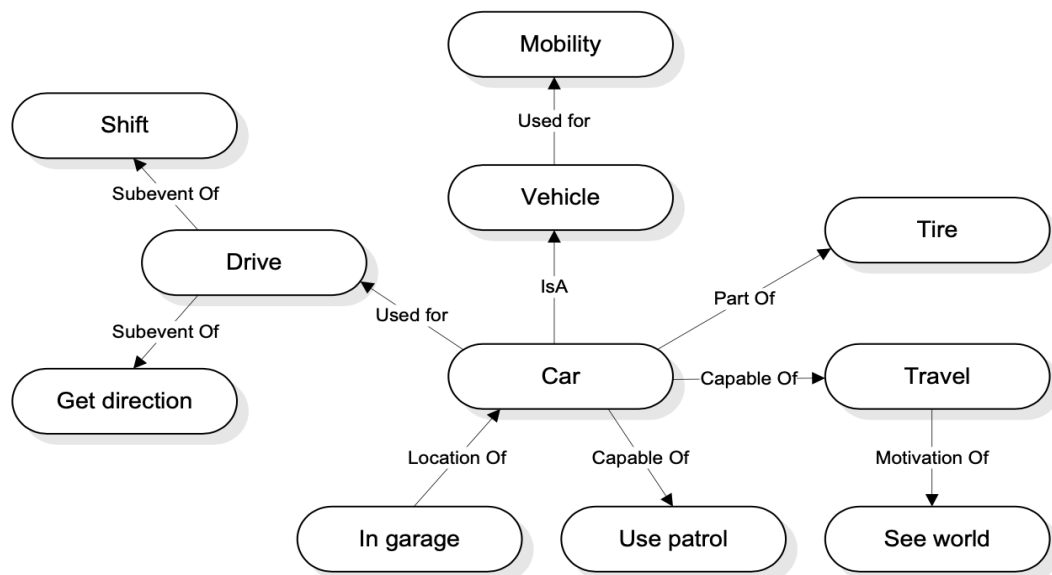 Mobility
Shift
Used for
Subevent Of
Vehicle
Tire
Drive
IsA
Part Of
Used for
Subevent Of
Get direction
Car
Capable Of
Travel
Location Of
Capable Of
Motivation Of
In garage
Use patrol
See world